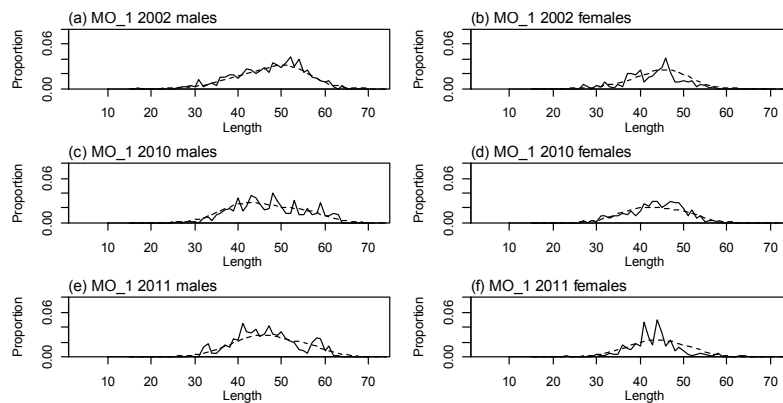 (a) MO_1 2002 males
Proportion
0.00 0.06
10 20 30 40 50 60 70
Length
(b) MO_1 2002 females
Proportion
0.00 0.06
10 20 30 40 50 60 70
Length
(c) MO_1 2010 males
Proportion
0.00 0.06
10 20 30 40 50 60 70
Length
(d) MO_1 2010 females
Proportion
0.00 0.06
10 20 30 40 50 60 70
Length
(e) MO_1 2011 males
Proportion
0.00 0.06
10 20 30 40 50 60 70
Length
(f) MO_1 2011 females
Proportion
0.00 0.06
10 20 30 40 50 60 70
Length